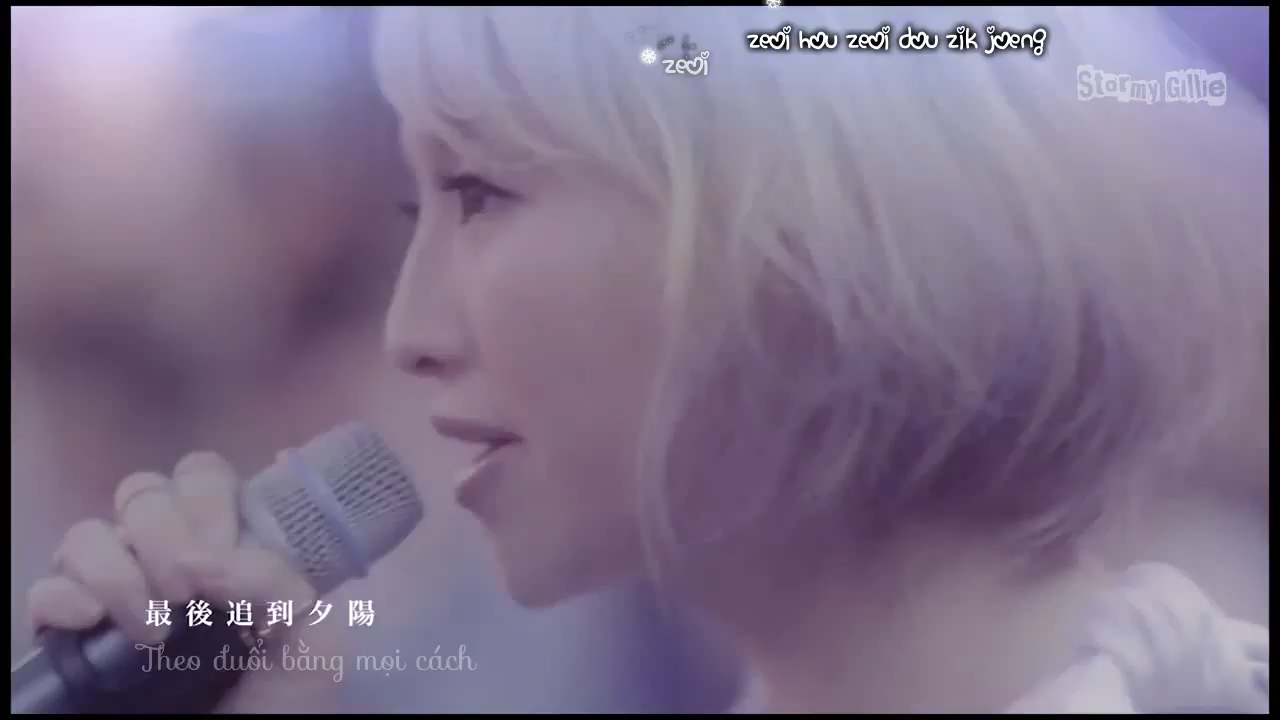 zeoi hou zeoi dou zik joeng
zeoi
Stormy Gillie
最後追到夕陽
Theo đuổi bằng mọi cách